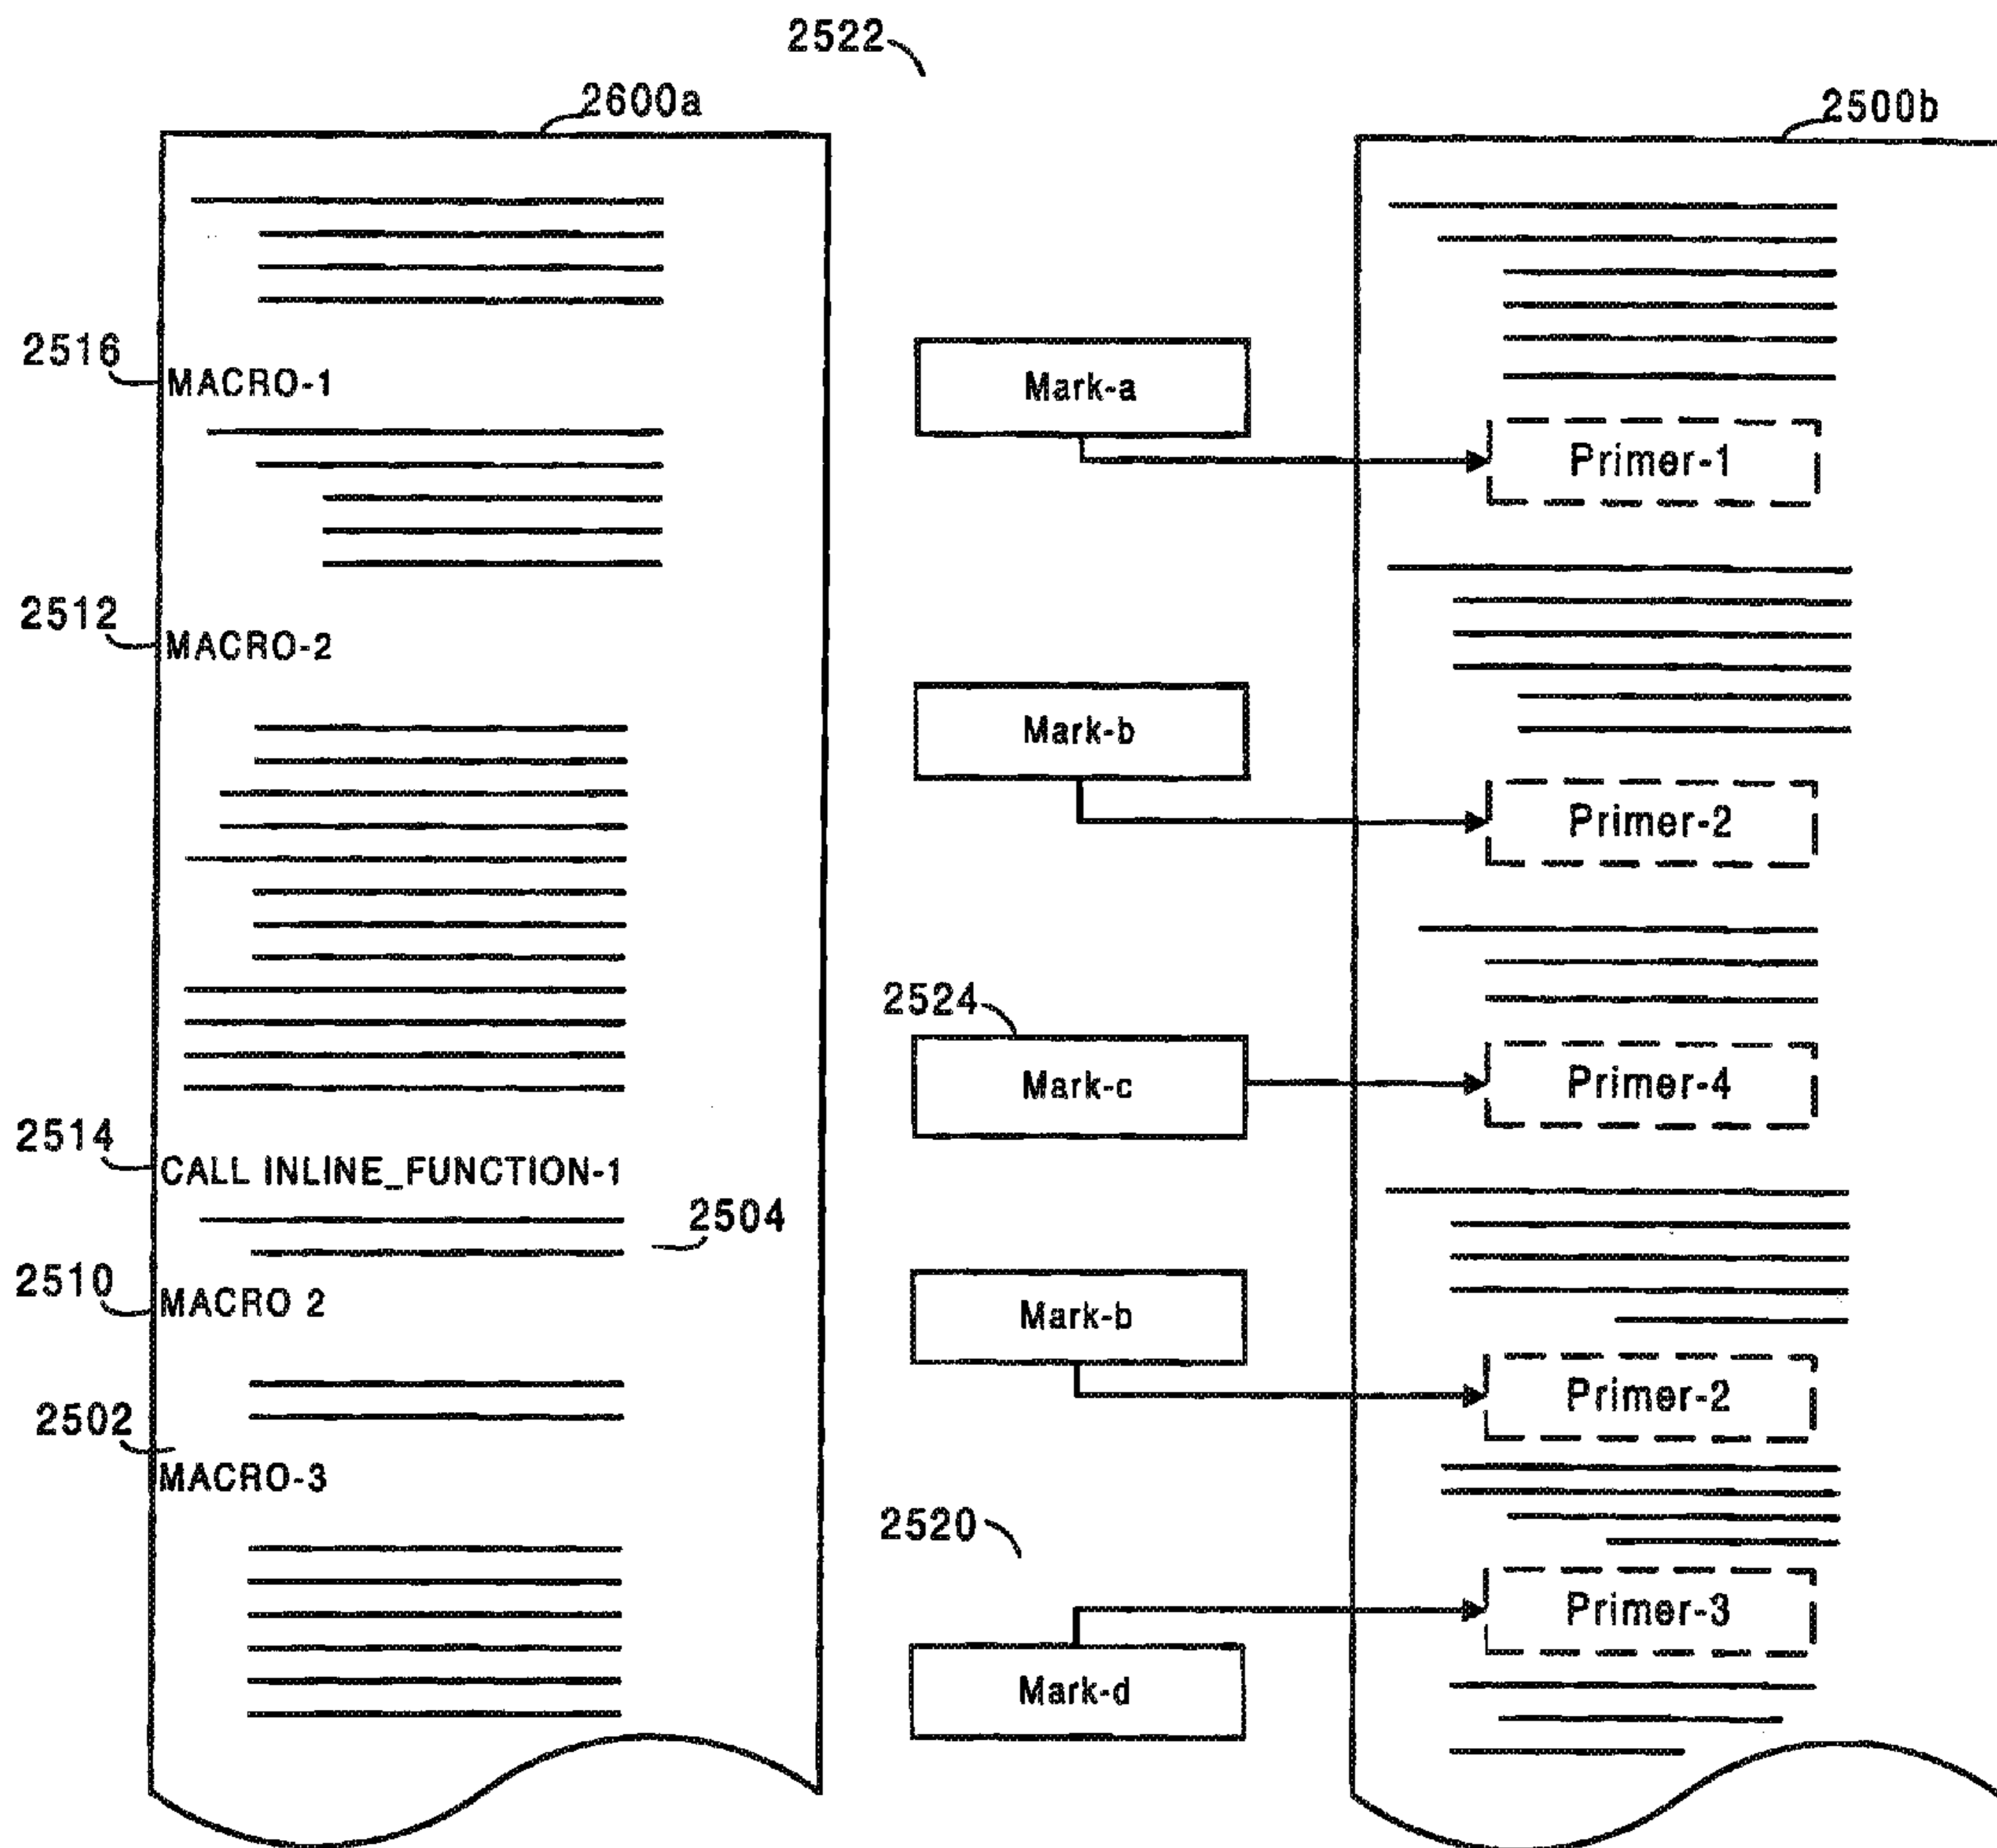 2522
2600a
2500b
2516
MACRO-1
Mark-a
Primer-1
2512
MACRO-2
Mark-b
Primer-2
2524
Mark-c
Primer-4
2514
CALL INLINE_FUNCTION-1
2504
2510
MACRO 2
Mark-b
Primer-2
2502
MACRO-3
2520
Primer-3
Mark-d